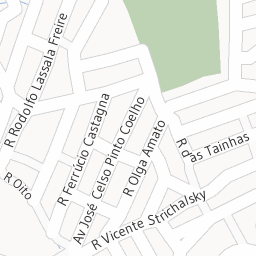 R Rodolfo Lassala Freire
R Ferrúcio Castagna
Av José Celso Pinto Coelho
R Olga Amato
R das Tainhas
R Oito
R Vicente Strichalsky